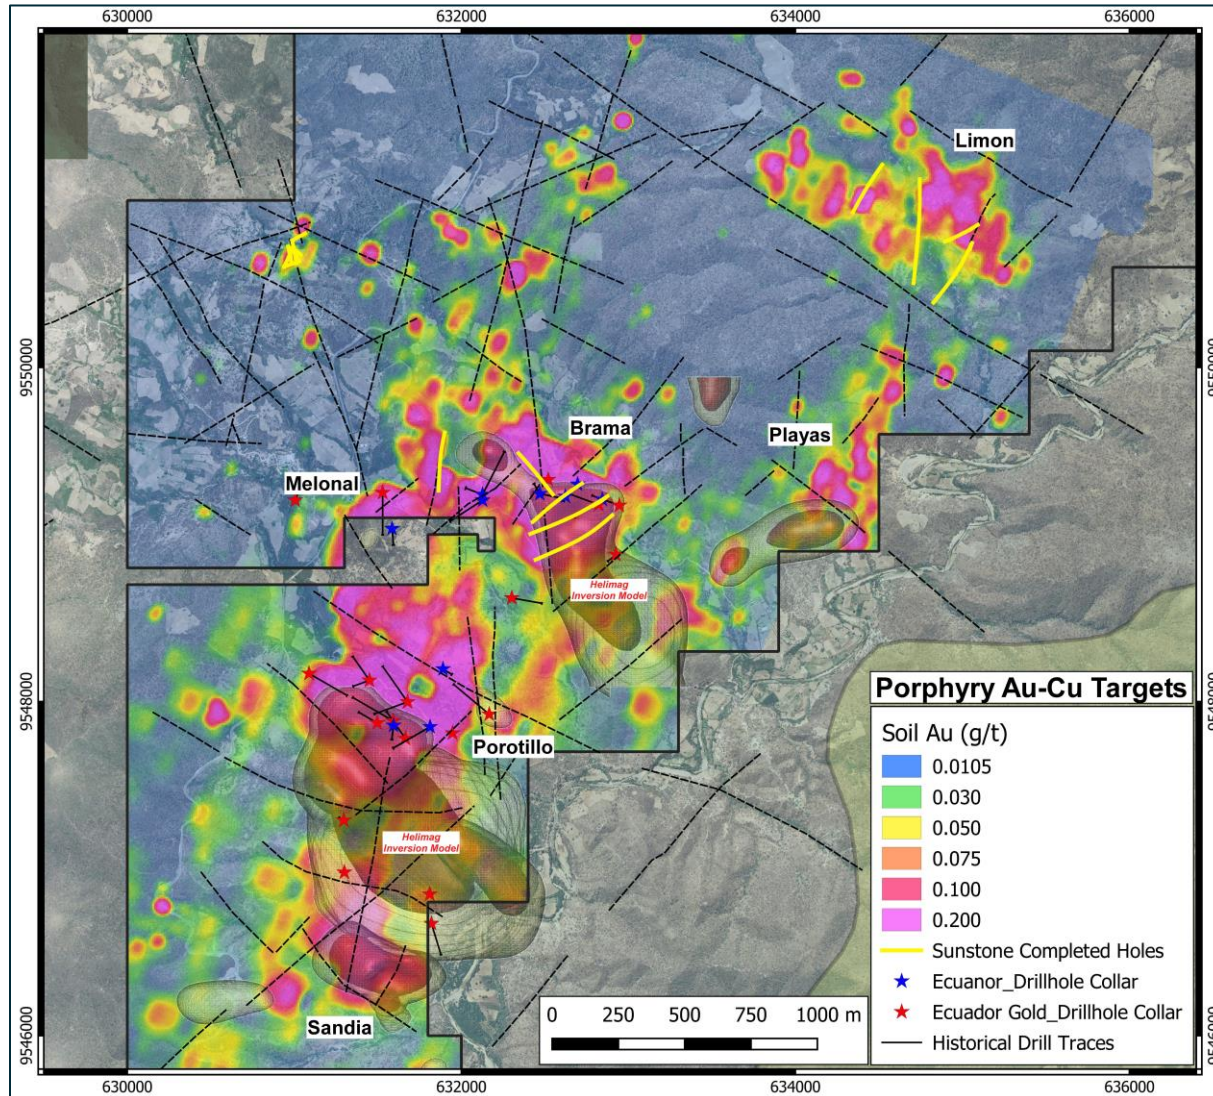 630000
632000
634000
636000
Limon
9550000
9550000
Brama
Playas
Melonal
Helimag
Inversion Model
9548000
9548000
Porotillo
Helimag
Inversion Model
Sandia
9546000
9546000
Porphyry Au-Cu Targets
Soil Au (g/t)
0.0105
0.030
0.050
0.075
0.100
0.200
Sunstone Completed Holes
Ecuanor_Drillhole Collar
Ecuador Gold_Drillhole Collar
Historical Drill Traces
0 250 500 750 1000 m
630000
632000
634000
636000